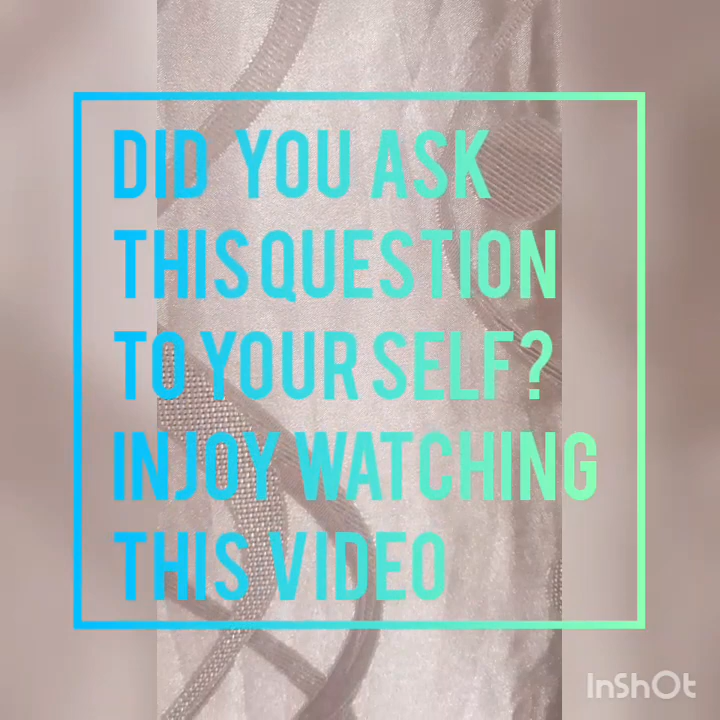 DID YOU ASK
THIS QUESTION
TO YOUR SELF?
INJOY WATCHING
THIS VIDEO
InShOt